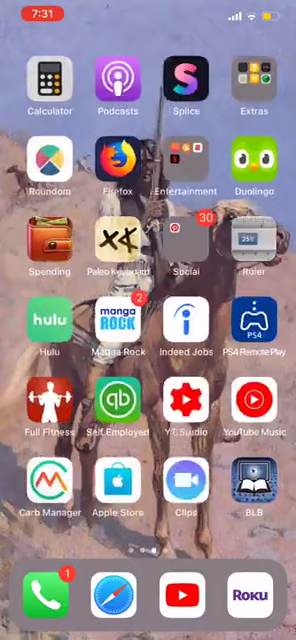 7:31
Calculator Podcasts Splice Extras
Roundom Firefox Entertainment Duolingo
30
Spending Paleo Keyboard Social Ruler
hulu manga ROCK 2 PS4
Hulu Manga Rock Indeed Jobs PS4 Remote Play
qb
Full Fitness Self-Employed YT Studio YouTube Music
Carb Manager Apple Store Clips BLB
1 Roku